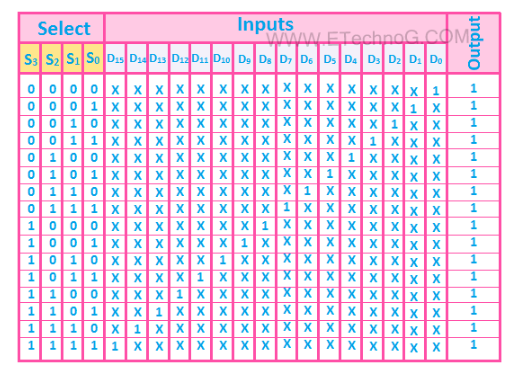 Select Inputs Output
WWW.ETechnoG.COM
S3 S2 S1 S0 D15 D14 D13 D12 D11 D10 D9 D8 D7 D6 D5 D4 D3 D2 D1 D0
0 0 0 0 X X X X X X X X X X X X X X X 1 1
0 0 0 1 X X X X X X X X X X X X X X 1 X 1
0 0 1 0 X X X X X X X X X X X X X 1 X X 1
0 0 1 1 X X X X X X X X X X X X 1 X X X 1
0 1 0 0 X X X X X X X X X X X 1 X X X X 1
0 1 0 1 X X X X X X X X X X 1 X X X X X 1
0 1 1 0 X X X X X X X X X 1 X X X X X X 1
0 1 1 1 X X X X X X X X 1 X X X X X X X 1
1 0 0 0 X X X X X X X 1 X X X X X X X X 1
1 0 0 1 X X X X X X 1 X X X X X X X X X 1
1 0 1 0 X X X X X 1 X X X X X X X X X X 1
1 0 1 1 X X X X 1 X X X X X X X X X X X 1
1 1 0 0 X X X 1 X X X X X X X X X X X X 1
1 1 0 1 X X 1 X X X X X X X X X X X X X 1
1 1 1 0 X 1 X X X X X X X X X X X X X X 1
1 1 1 1 1 X X X X X X X X X X X X X X X 1